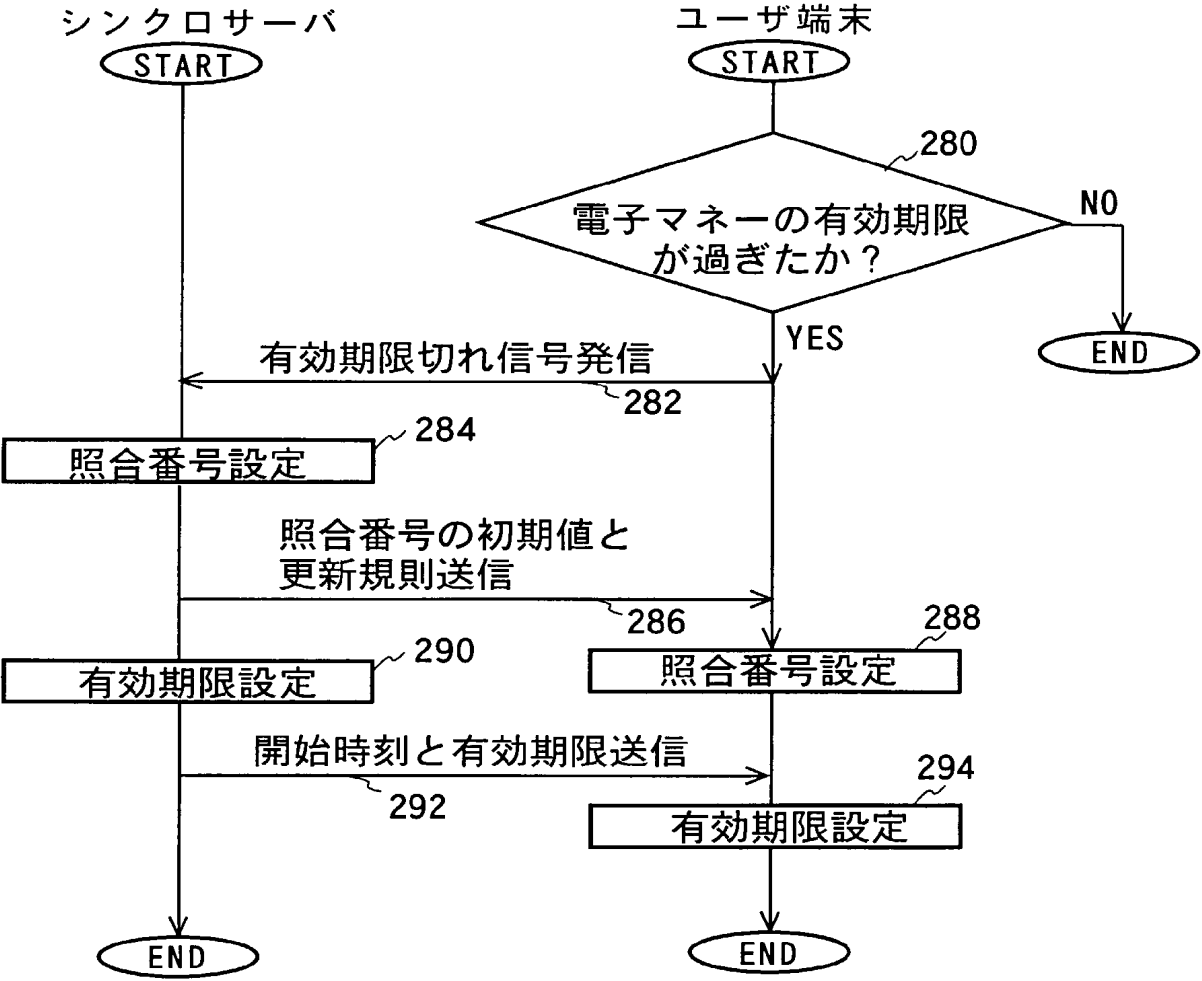 シンクロサーバ
ユーザ端末
START
START
280
電子マネーの有効期限
が過ぎたか？
NO
END
YES
有効期限切れ信号発信
282
284
照合番号設定
照合番号の初期値と
更新規則送信
286
288
照合番号設定
290
有効期限設定
開始時刻と有効期限送信
292
294
有効期限設定
END
END